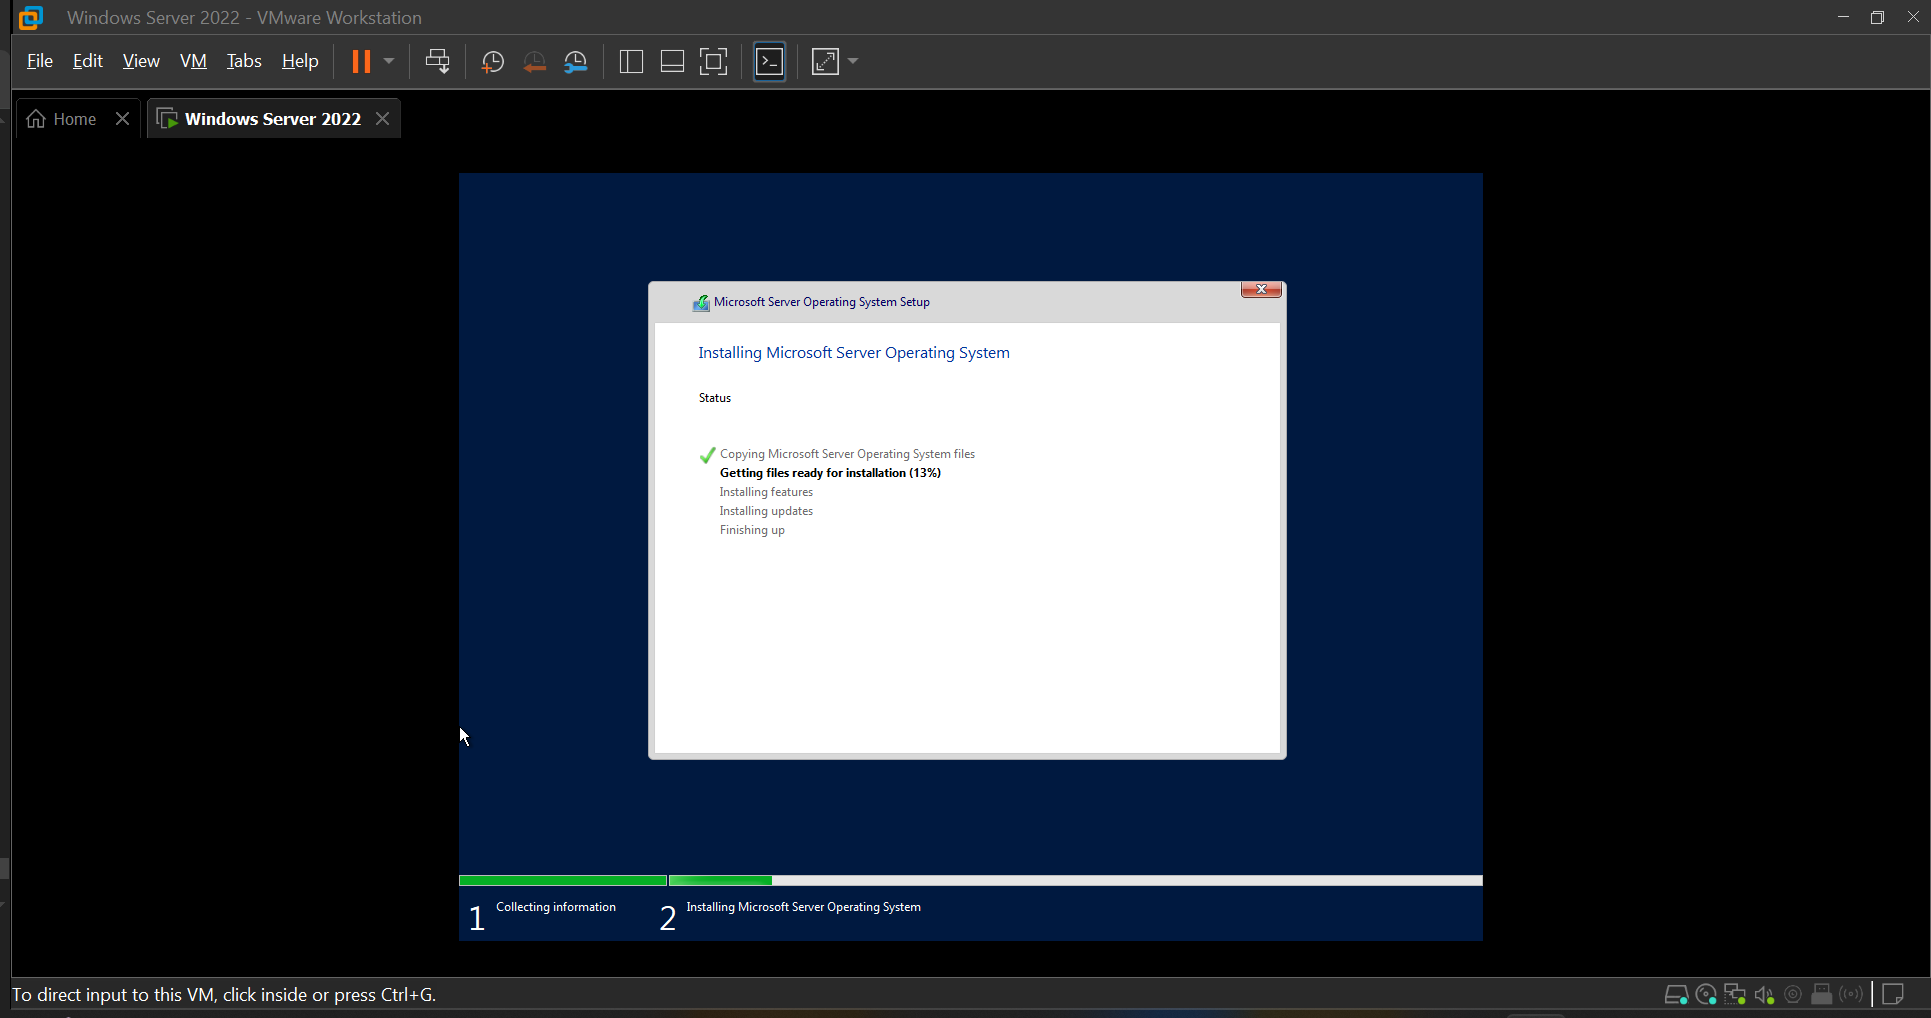 Windows Server 2022 - VMware Workstation
File Edit View VM Tabs Help
Home Windows Server 2022
Microsoft Server Operating System Setup
Installing Microsoft Server Operating System
Status
Copying Microsoft Server Operating System files
Getting files ready for installation (13%)
Installing features
Installing updates
Finishing up
1 Collecting information 2 Installing Microsoft Server Operating System
To direct input to this VM, click inside or press Ctrl+G.